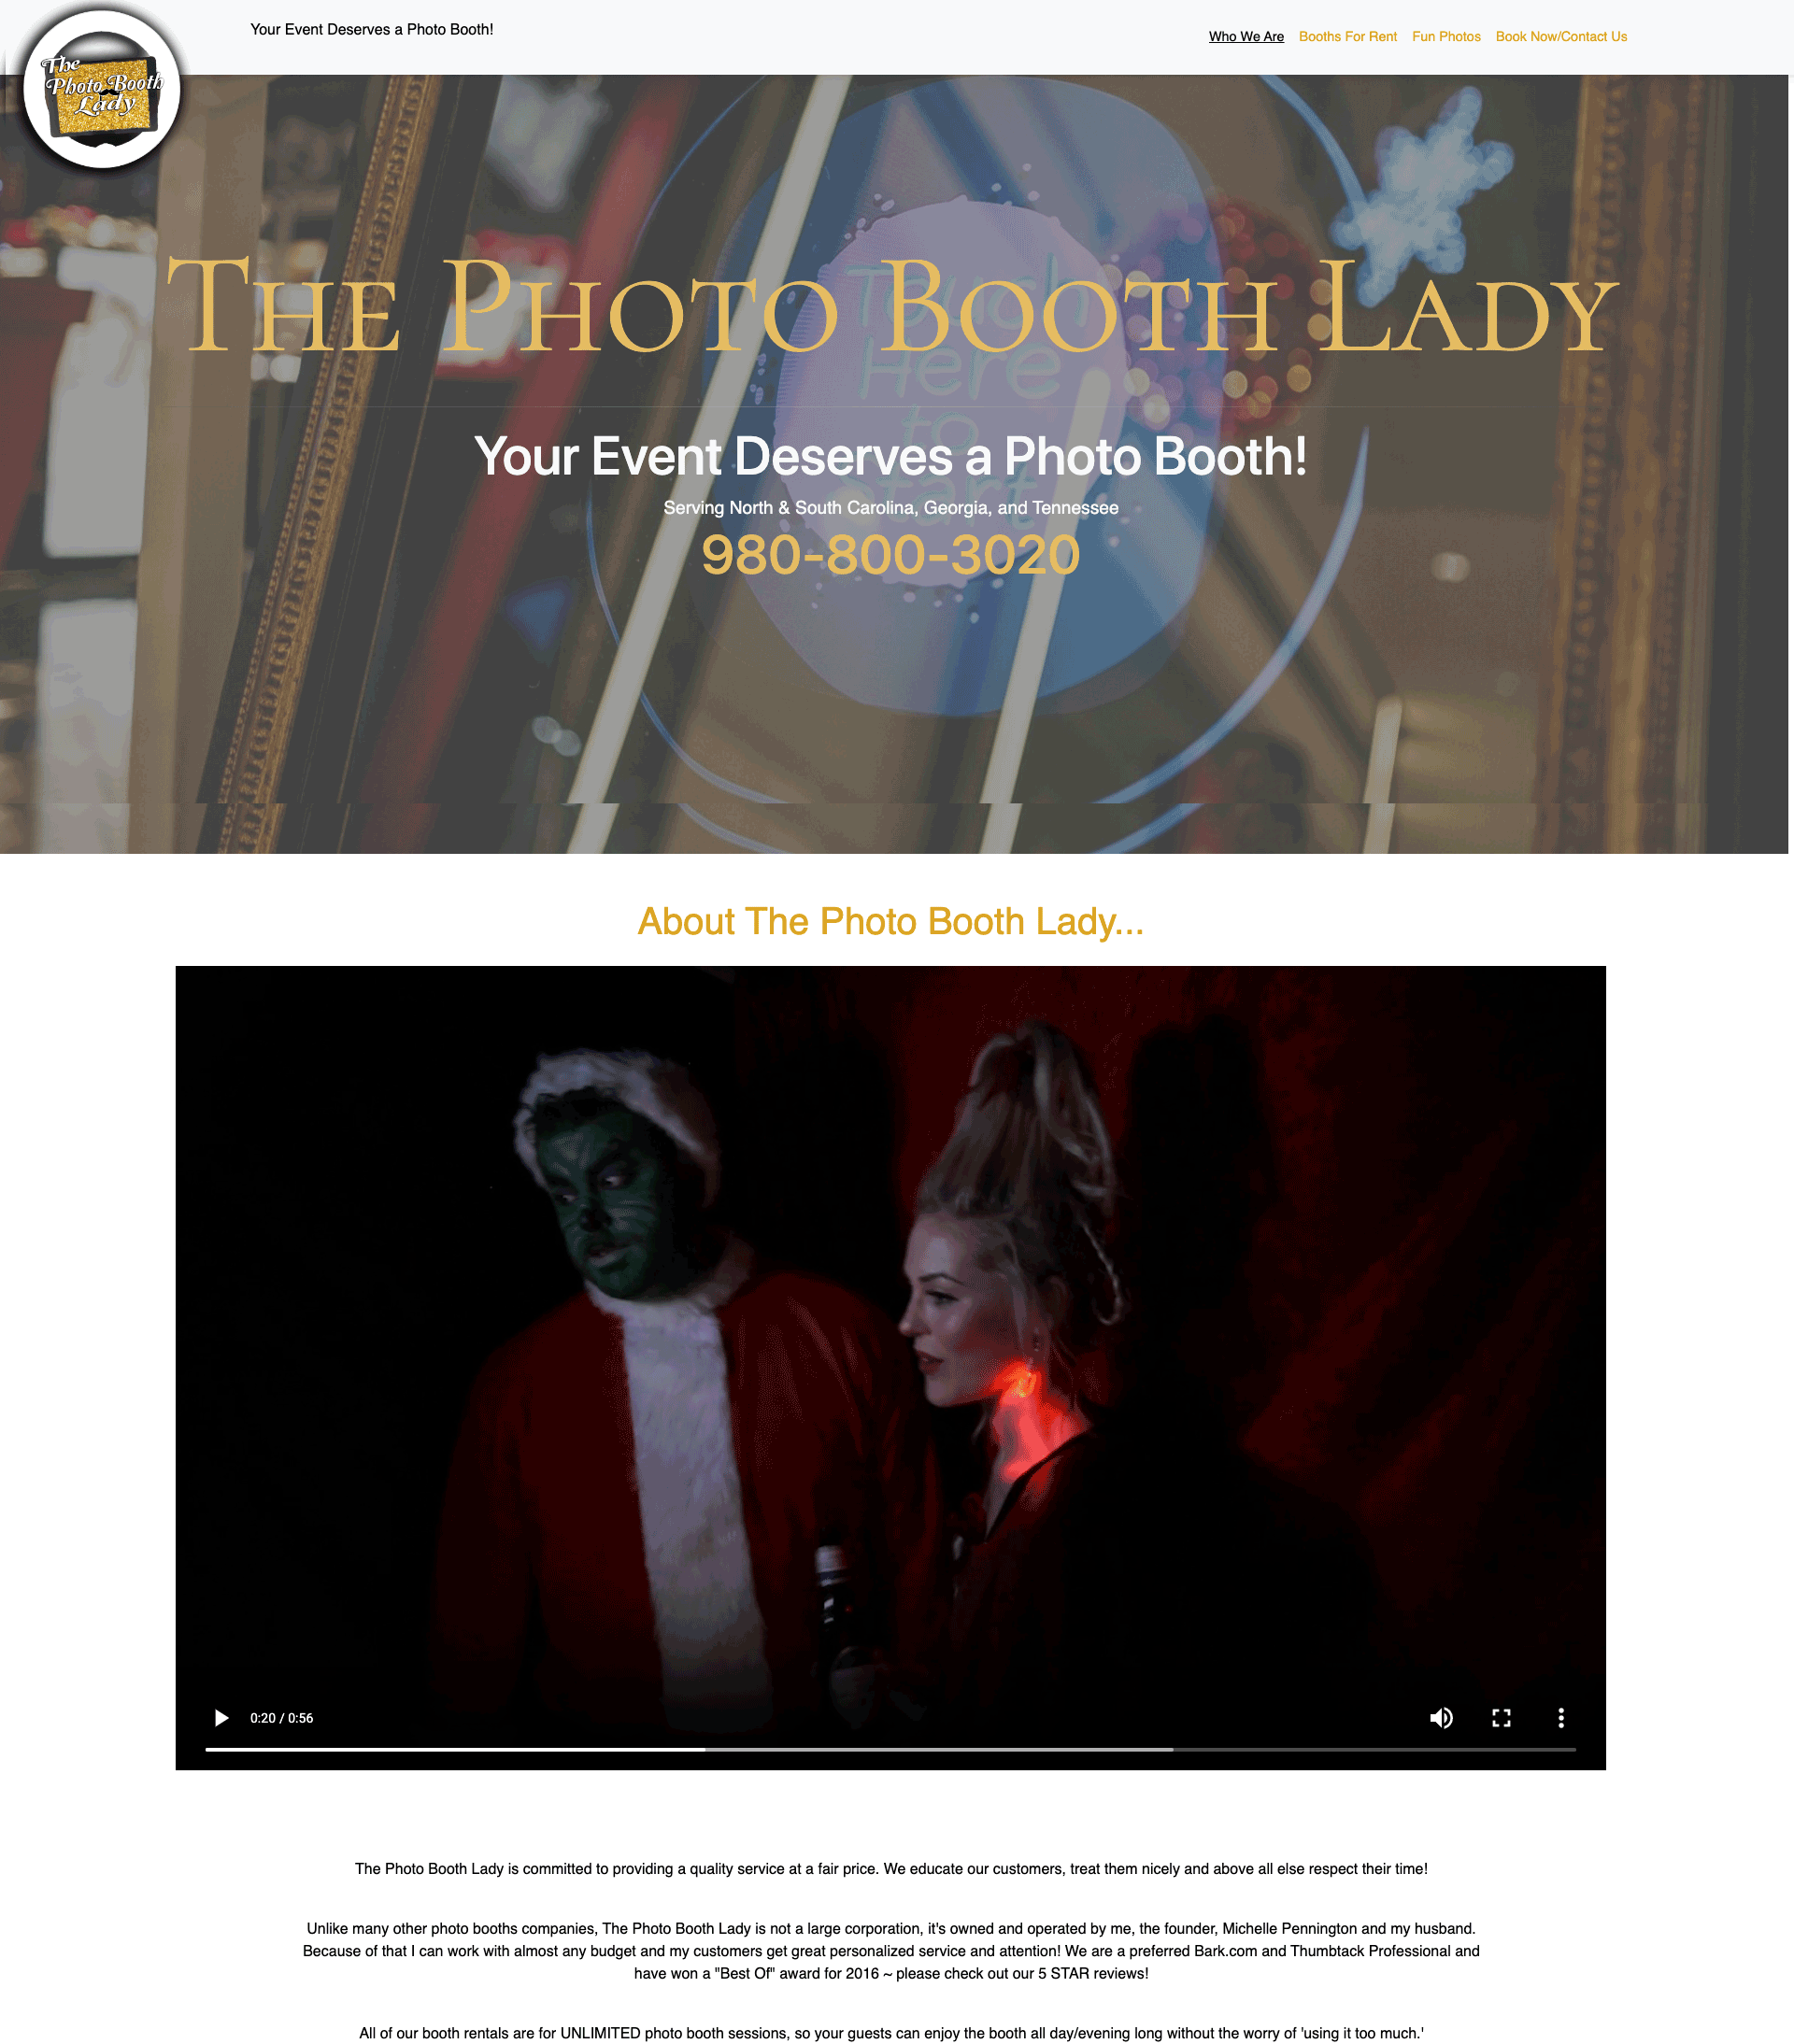 The
Photo Booth
Lady
Your Event Deserves a Photo Booth!
Who We Are Booths For Rent Fun Photos Book Now/Contact Us
Touch
Here
to
Start
The Photo Booth Lady
Your Event Deserves a Photo Booth!
Serving North & South Carolina, Georgia, and Tennessee
980-800-3020
About The Photo Booth Lady...
0:20 / 0:56
The Photo Booth Lady is committed to providing a quality service at a fair price. We educate our customers, treat them nicely and above all else respect their time!
Unlike many other photo booths companies, The Photo Booth Lady is not a large corporation, it's owned and operated by me, the founder, Michelle Pennington and my husband.
Because of that I can work with almost any budget and my customers get great personalized service and attention! We are a preferred Bark.com and Thumbtack Professional and
have won a "Best Of" award for 2016 ~ please check out our 5 STAR reviews!
All of our booth rentals are for UNLIMITED photo booth sessions, so your guests can enjoy the booth all day/evening long without the worry of 'using it too much.'